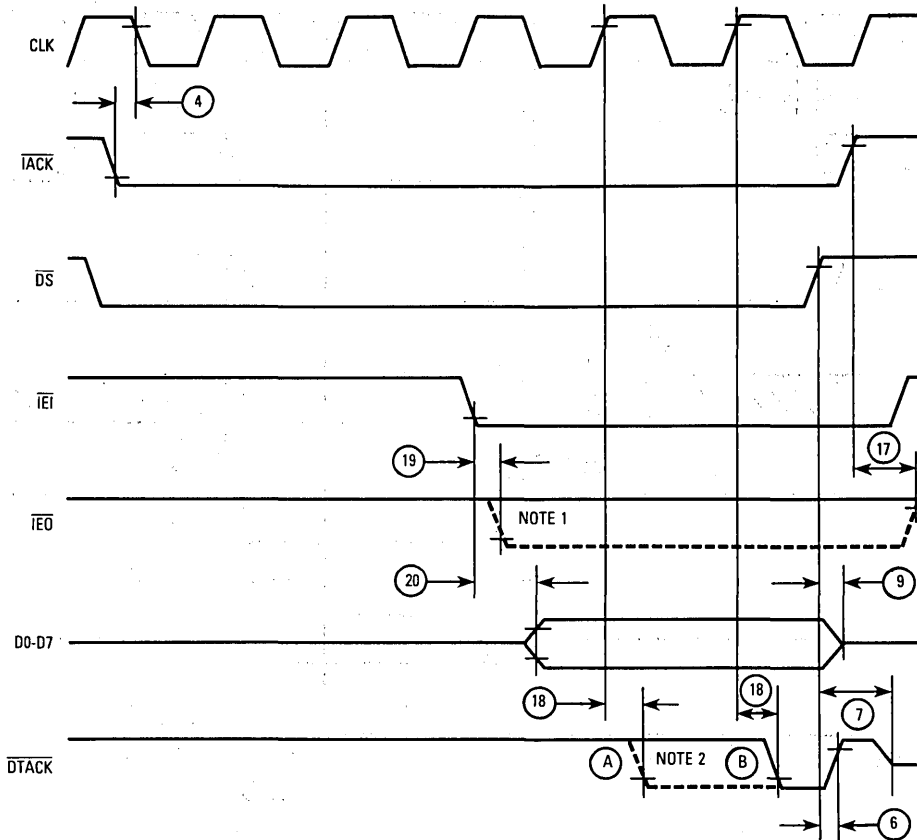 CLK
4
IACK
DS
IEI
19
17
IEO
NOTE 1
20
9
D0-D7
18
18
7
DTACK
A
NOTE 2
B
6